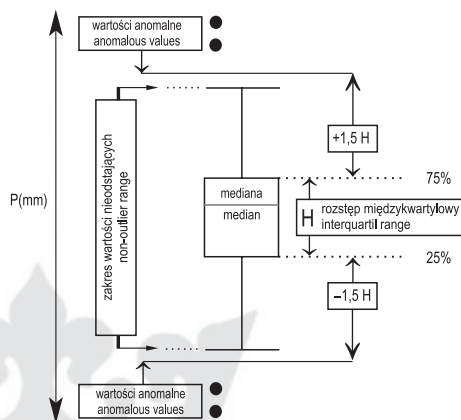 wartości anomalne
anomalous values
+1,5 H
zakres wartości nieodstających
non-outlier range
75%
mediana
median
P(mm)
H rozstęp międzykwartylowy
interquartil range
25%
–1,5 H
wartości anomalne
anomalous values